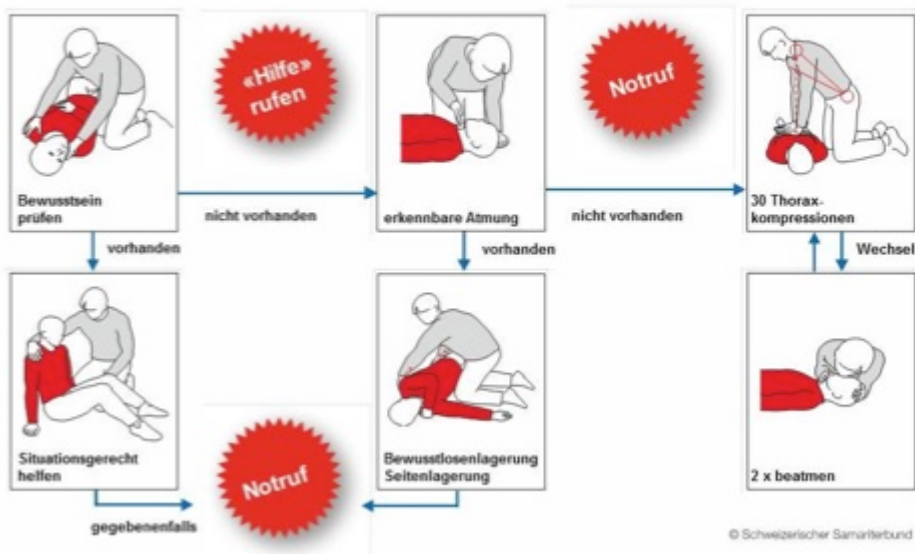 «Hilfe»
rufen
Notruf
Bewusstsein
prüfen
nicht vorhanden
erkennbare Atmung
nicht vorhanden
30 Thorax-
kompressionen
vorhanden
vorhanden
Wechsel
Situationsgerecht
helfen
Notruf
Bewusstlosenlagerung
Seitenlagerung
2 x beatmen
gegebenenfalls
© Schweizerischer Samariterbund